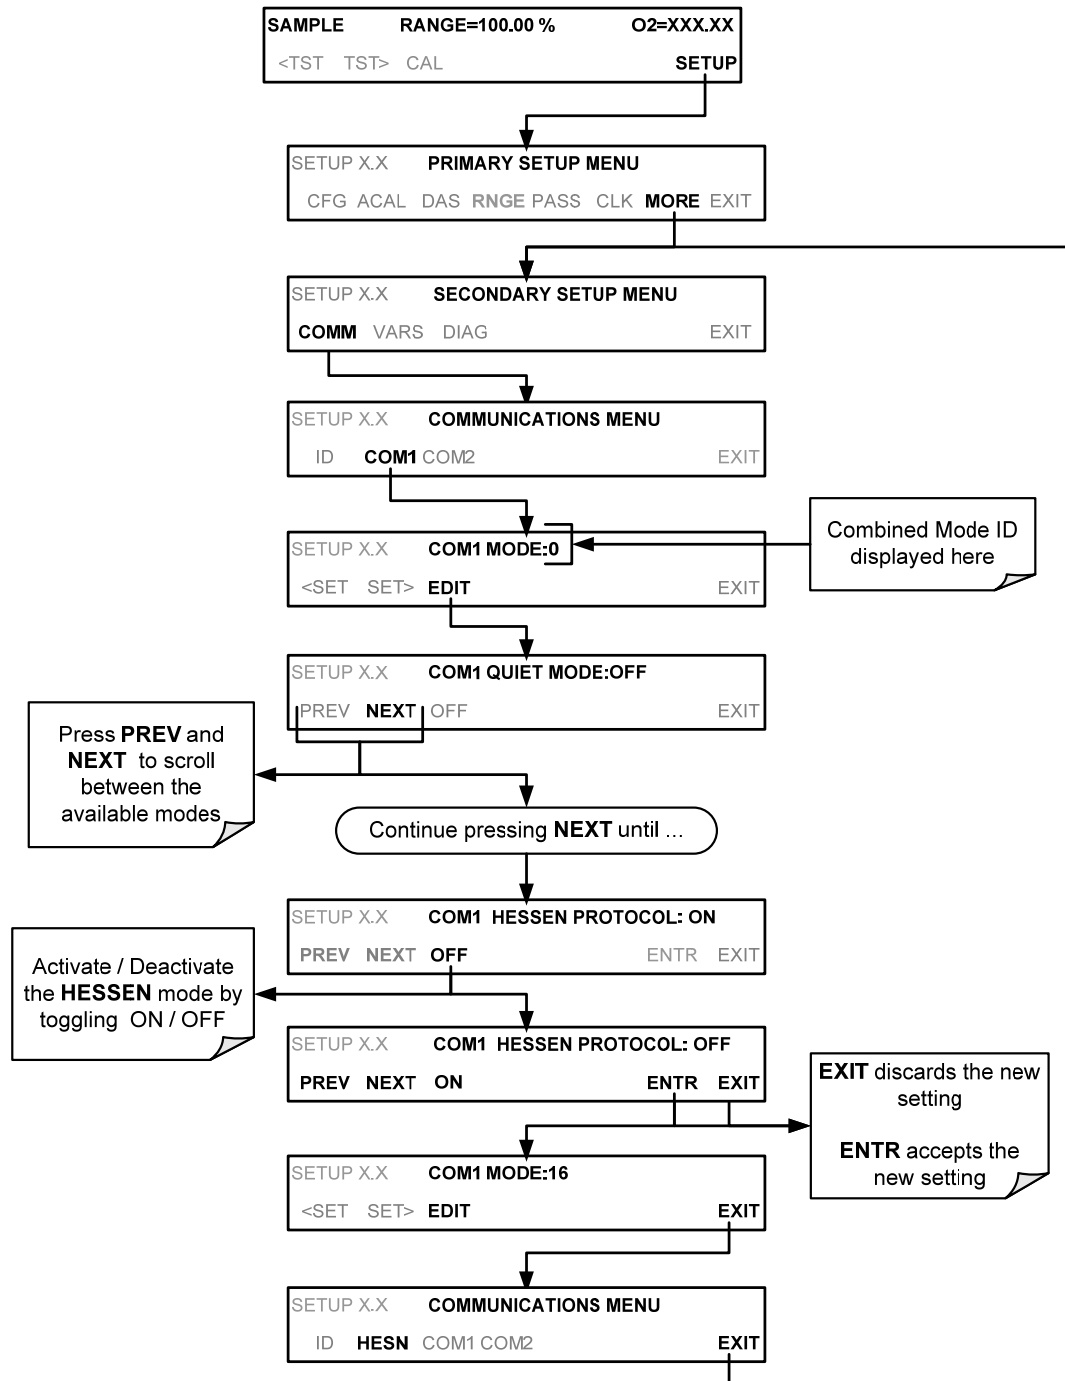 SAMPLE RANGE=100.00 % O2=XXX.XX
<TST TST> CAL SETUP
SETUP X.X PRIMARY SETUP MENU
CFG ACAL DAS RNGE PASS CLK MORE EXIT
SETUP X.X SECONDARY SETUP MENU
COMM VARS DIAG EXIT
SETUP X.X COMMUNICATIONS MENU
ID COM1 COM2 EXIT
SETUP X.X COM1 MODE:0
<SET SET> EDIT EXIT
Combined Mode ID
displayed here
SETUP X.X COM1 QUIET MODE:OFF
PREV NEXT OFF EXIT
Press PREV and
NEXT to scroll
between the
available modes
Continue pressing NEXT until ...
SETUP X.X COM1 HESSEN PROTOCOL: ON
PREV NEXT OFF ENTR EXIT
Activate / Deactivate
the HESSEN mode by
toggling ON / OFF
SETUP X.X COM1 HESSEN PROTOCOL: OFF
PREV NEXT ON ENTR EXIT
EXIT discards the new
setting
ENTR accepts the
new setting
SETUP X.X COM1 MODE:16
<SET SET> EDIT EXIT
SETUP X.X COMMUNICATIONS MENU
ID HESN COM1 COM2 EXIT